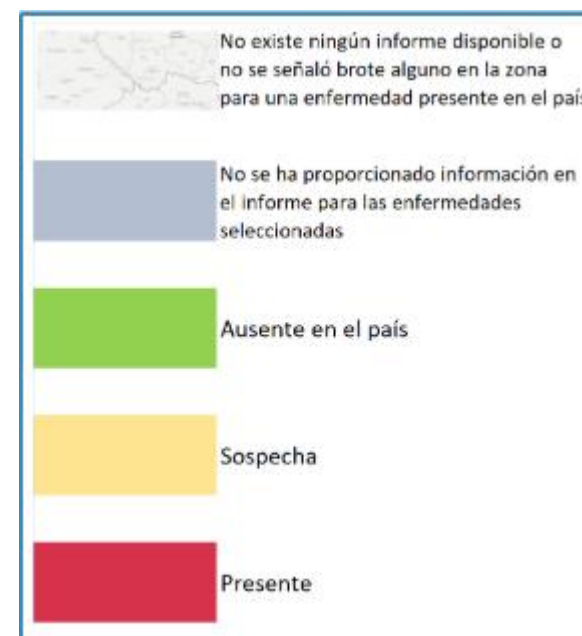 No existe ningún informe disponible o
no se señaló brote alguno en la zona
para una enfermedad presente en el país
No se ha proporcionado información en
el informe para las enfermedades
seleccionadas
Ausente en el país
Sospecha
Presente